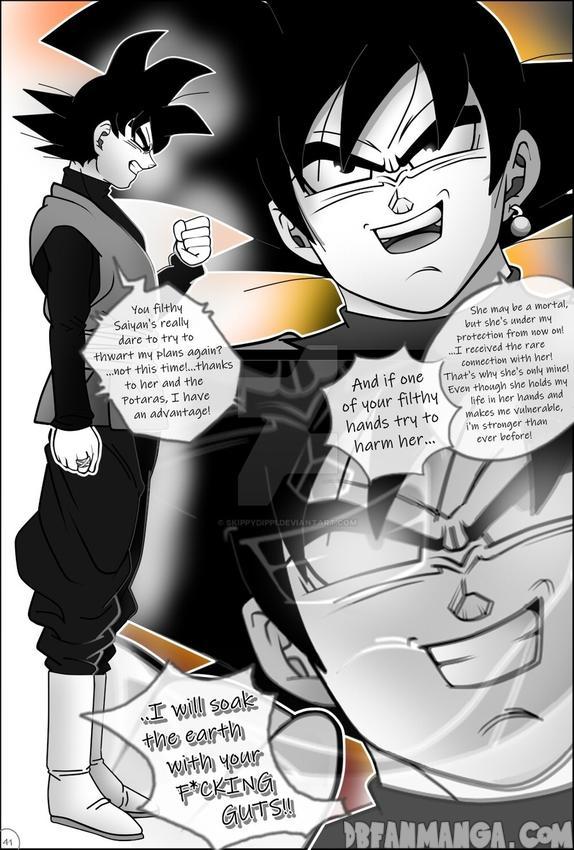 You filthy
Saiyan's really
dare to try to
thwart my plans again?
...not this time!...thanks
to her and the
Potaras, I have
an advantage!
She may be a mortal,
but she's under my
protection from now on!
...I received the rare
connection with her!
That's why she's only mine!
Even though she holds my
life in her hands and
makes me vulnerable,
i'm stronger than
ever before!
And if one
of your filthy
hands try to
harm her...
© SKIPPYDIPPI.DEVIANTART.COM
..I will soak
the earth
with your
F*CKING
GUTS!!
41
DBFANMANGA.COM